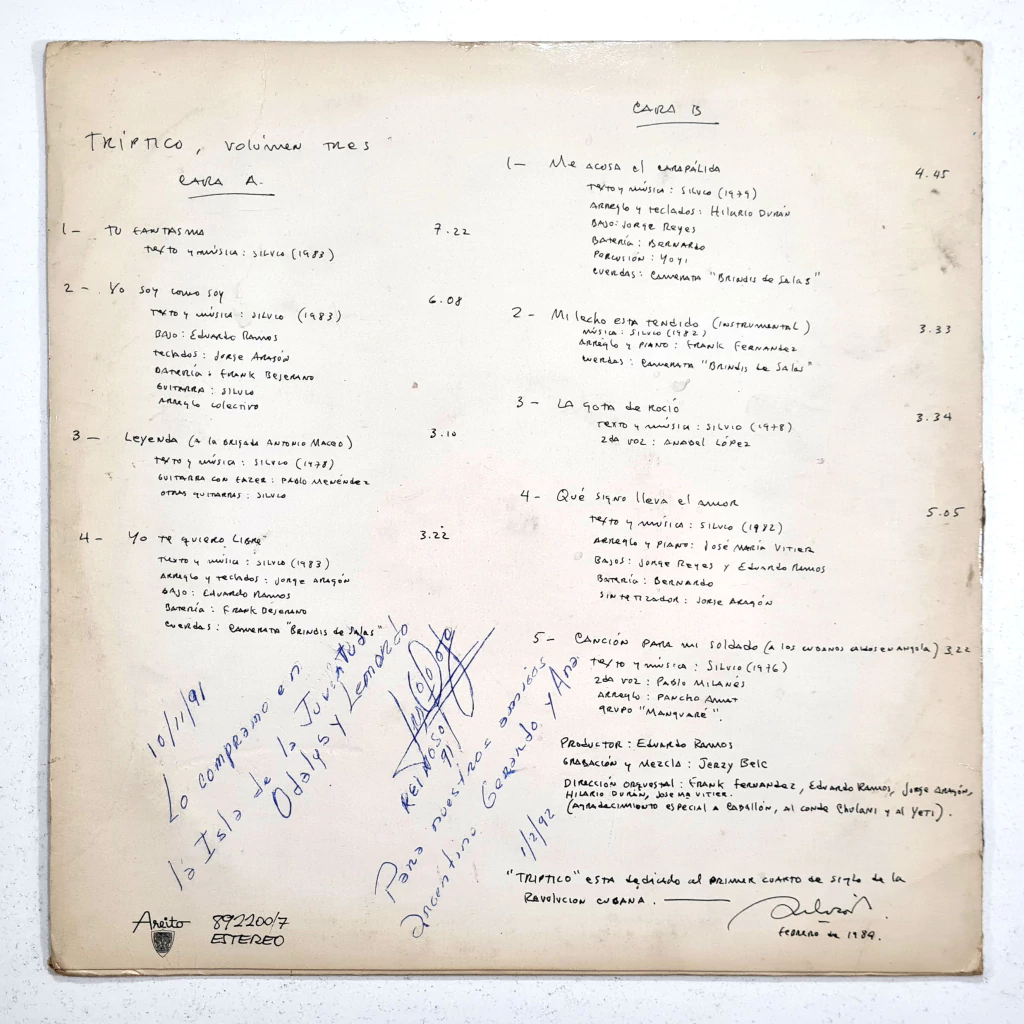 TRÍPTICO, VOLÚMEN TRES
CARA A.
1- TU FANTASMA 7.22
TEXTO Y MÚSICA: SILVIO (1983)
2- YO SOY COMO SOY 6.08
TEXTO Y MÚSICA: SILVIO (1983)
BAJO: EDUARDO RAMOS
TECLADOS: JORGE ARAGÓN
BATERÍA: FRANK BEJERANO
GUITARRA: SILVIO
ARREGLO COLECTIVO
3- LEYENDA (A LA BRIGADA ANTONIO MACEO) 3.10
TEXTO Y MÚSICA: SILVIO (1978)
GUITARRA CON FAZER: PABLO MENÉNDEZ
OTRAS GUITARRAS: SILVIO
4- YO TE QUIERO LIBRE 3.22
TEXTO Y MÚSICA: SILVIO (1983)
ARREGLO Y TECLADOS: JORGE ARAGÓN
BAJO: EDUARDO RAMOS
BATERÍA: FRANK BEJERANO
CUERDAS: CAMERATA "BRINDIS DE SALAS"
10/11/91
Lo compramos en
la Isla de la Juventud
Odalys y Leonardo
REINOSO
91
Para nuestros amigos
argentino Gerardo y Ana
1/2/92
Areito 892200/7
ESTEREO
CARA B
1- ME ACOSA EL CARAPÁLIDA 4.45
TEXTO Y MÚSICA: SILVIO (1979)
ARREGLO Y TECLADOS: HILARIO DURÁN
BAJO: JORGE REYES
BATERÍA: BERNARDO
PERCUSIÓN: YOYI
CUERDAS: CAMERATA "BRINDIS DE SALAS"
2- MI LECHO ESTA TENDIDO (INSTRUMENTAL) 3.33
MÚSICA: SILVIO (1982)
ARREGLO Y PIANO: FRANK FERNANDEZ
CUERDAS: CAMERATA "BRINDIS DE SALAS"
3- LA GOTA DE ROCÍO 3.34
TEXTO Y MÚSICA: SILVIO (1978)
2da VOZ: ANABEL LÓPEZ
4- QUÉ SIGNO LLEVA EL AMOR 5.05
TEXTO Y MÚSICA: SILVIO (1982)
ARREGLO Y PIANO: JOSÉ MARÍA VITIER
BAJOS: JORGE REYES Y EDUARDO RAMOS
BATERÍA: BERNARDO
SINTETIZADOR: JORGE ARAGÓN
5- CANCIÓN PARA MI SOLDADO (A LOS CUBANOS CAIDOS EN ANGOLA) 3.22
TEXTO Y MÚSICA: SILVIO (1976)
2da VOZ: PABLO MILANÉS
ARREGLO: PANCHO AMAT
GRUPO "MANGUARÉ".
PRODUCTOR: EDUARDO RAMOS
GRABACIÓN Y MEZCLA: JERZY BELC
DIRECCIÓN ORQUESTAL: FRANK FERNANDEZ, EDUARDO RAMOS, JORGE ARAGÓN,
HILARIO DURÁN, JOSE Ma VITIER.
(AGRADECIMIENTO ESPECIAL A CABALLÓN, AL CONDE CHULANI Y AL YETI).
"TRIPTICO" ESTA DEDICADO AL PRIMER CUARTO DE SIGLO DE LA
REVOLUCION CUBANA.
FEBRERO DE 1984.